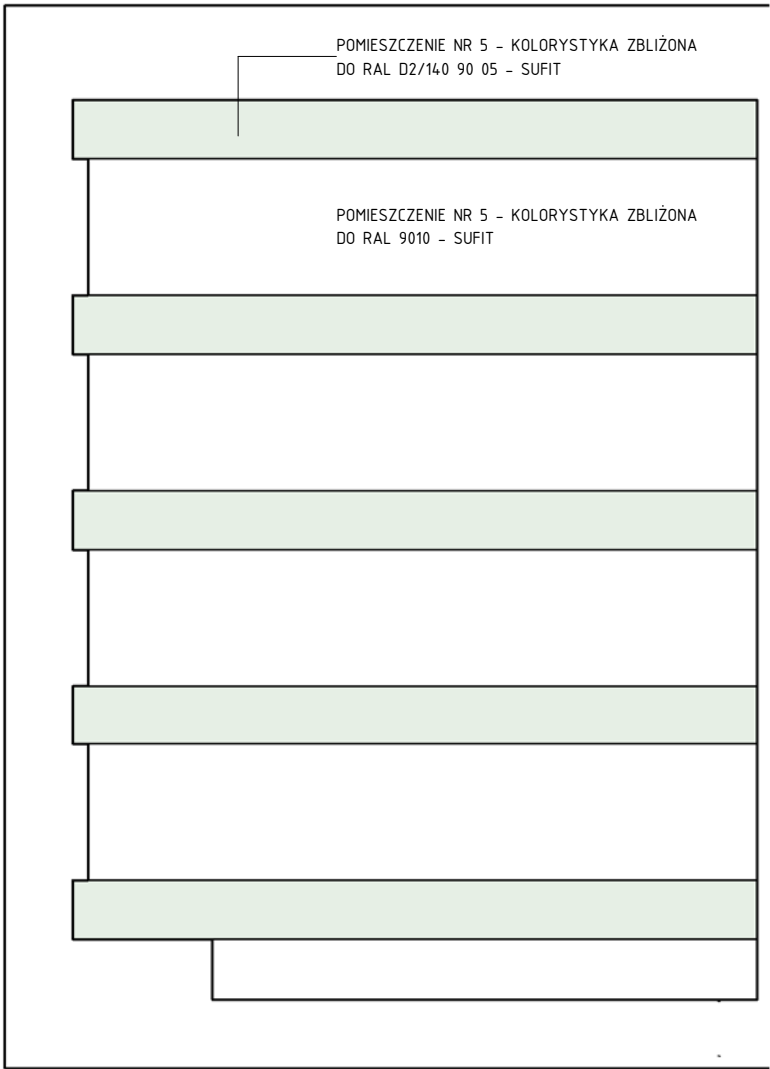 POMIESZCZENIE NR 5 - KOLORYSTYKA ZBLIŻONA
DO RAL D2/140 90 05 - SUFIT
POMIESZCZENIE NR 5 - KOLORYSTYKA ZBLIŻONA
DO RAL 9010 - SUFIT